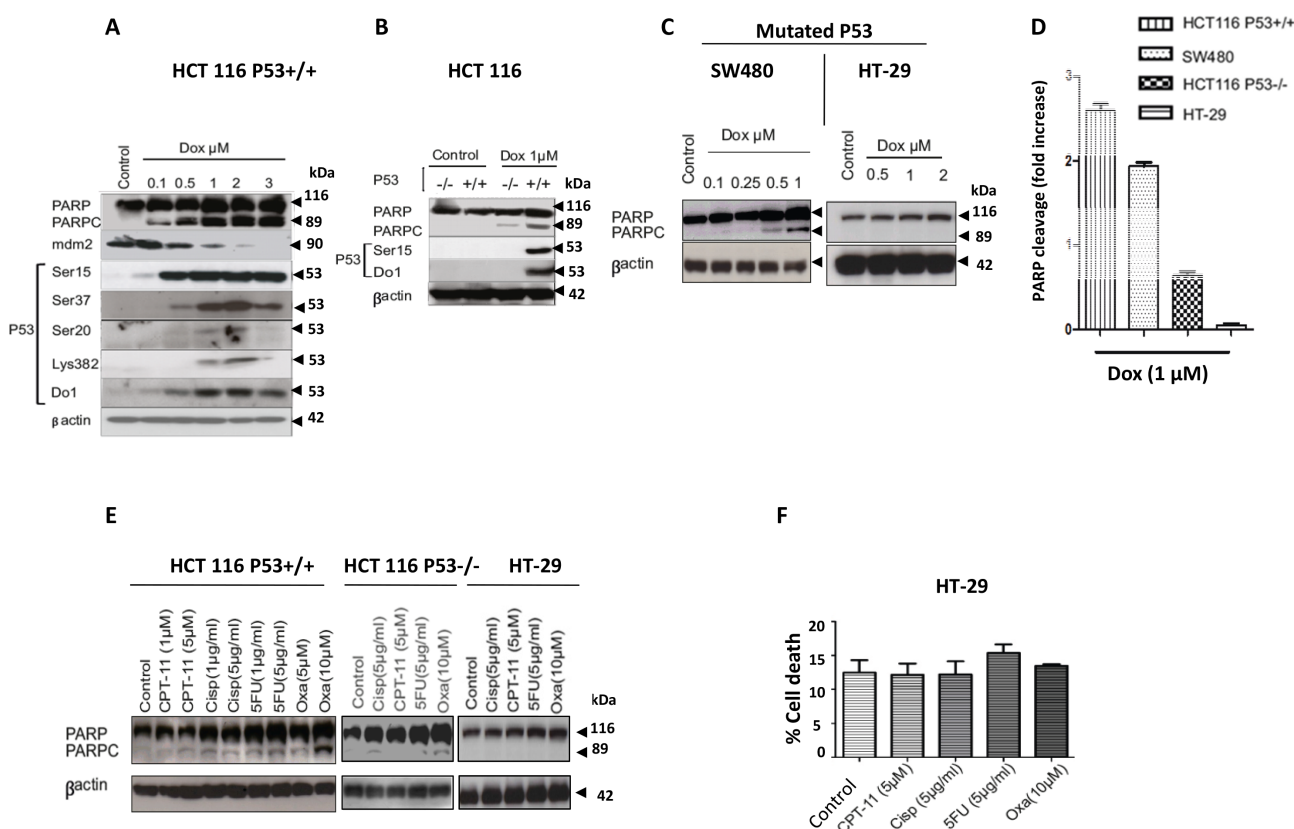 A
HCT 116 P53+/+
Control
Dox µM
0.1 0.5 1 2 3
kDa
PARP
116
PARPC
89
mdm2
90
P53
Ser15
53
Ser37
53
Ser20
53
Lys382
53
Do1
53
β actin
42
B
HCT 116
Control Dox 1µM
P53 -/- +/+ -/- +/+
kDa
PARP
116
PARPC
89
P53
Ser15
53
Do1
53
βactin
42
C
Mutated P53
SW480 HT-29
Control
Dox µM
0.1 0.25 0.5 1
Control
Dox µM
0.5 1 2
kDa
PARP
116
PARPC
89
βactin
42
D
HCT116 P53+/+
SW480
HCT116 P53-/-
HT-29
PARP cleavage (fold increase)
3
2
1
0
Dox (1 µM)
E
HCT 116 P53+/+ HCT 116 P53-/- HT-29
Control
CPT-11 (1µM)
CPT-11 (5µM)
Cisp(1µg/ml)
Cisp(5µg/ml)
5FU(1µg/ml)
5FU(5µg/ml)
Oxa(5µM)
Oxa(10µM)
Control
Cisp(5µg/ml)
CPT-11 (5µM)
5FU(5µg/ml)
Oxa(10µM)
Control
Cisp(5µg/ml)
CPT-11 (5µM)
5FU(5µg/ml)
Oxa(10µM)
kDa
PARP
116
PARPC
89
βactin
42
F
HT-29
% Cell death
20
15
10
5
0
Control
CPT-11 (5µM)
Cisp (5µg/ml)
5FU (5µg/ml)
Oxa(10µM)